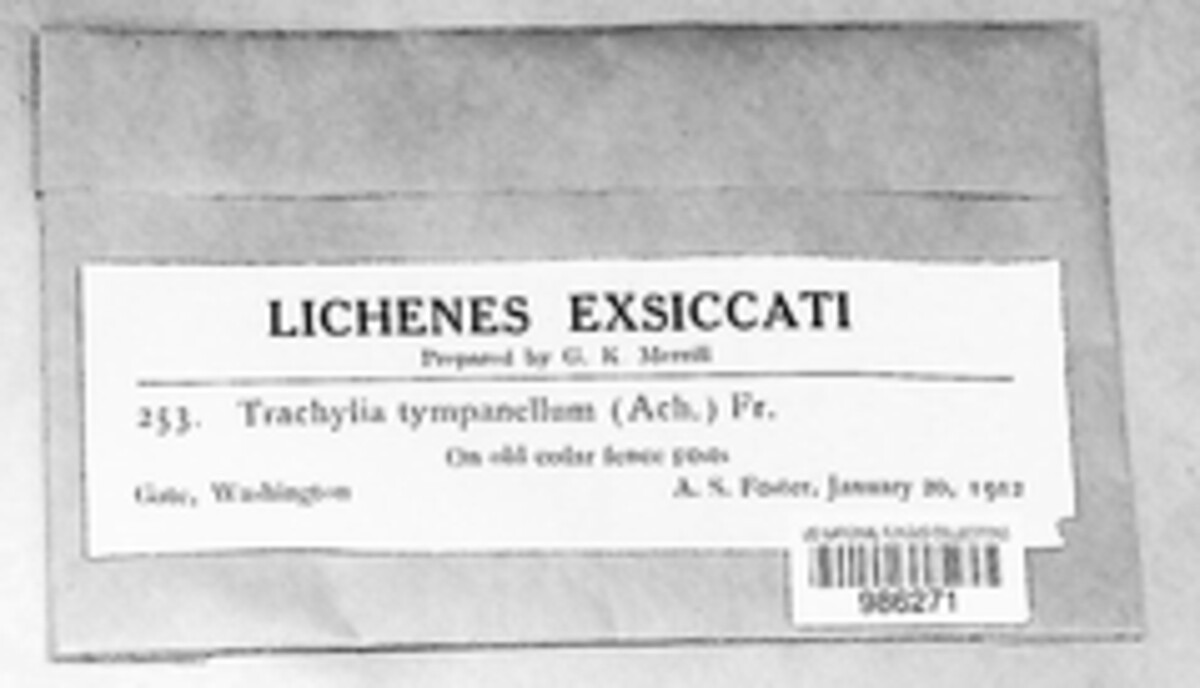 LICHENES EXSICCATI
Prepared by G. K. Merrill
253. Trachylia tympanellum (Ach.) Fr.
On old cedar fence posts
Gate, Washington
A. S. Foster, January 20, 1912
986271